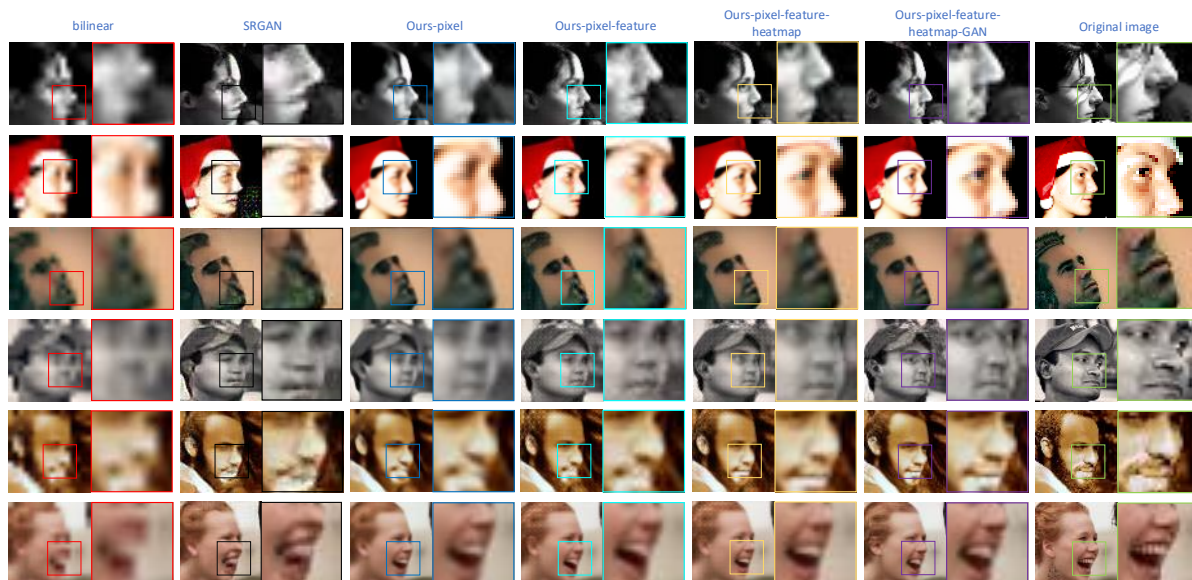 bilinear
SRGAN
Ours-pixel
Ours-pixel-feature
Ours-pixel-feature-
heatmap
Ours-pixel-feature-
heatmap-GAN
Original image